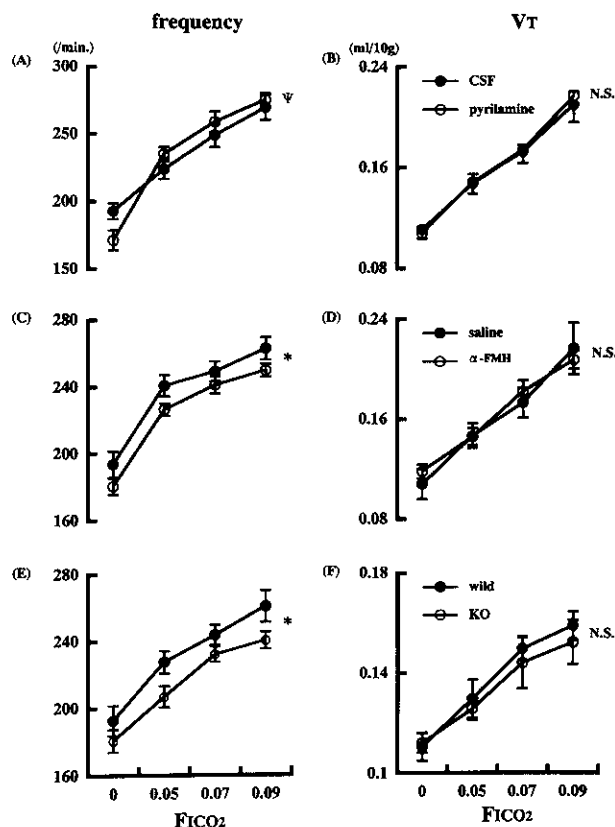 frequency
VT
(/min.)
(ml/10g)
(A)
300
250
200
150
Ψ
(B)
0.24
0.16
0.08
CSF
pyrilamine
N.S.
(C)
280
240
200
160
*
(D)
0.24
0.16
0.08
saline
α-FMH
N.S.
(E)
280
240
200
160
*
(F)
0.18
0.14
0.1
wild
KO
N.S.
0 0.05 0.07 0.09
0 0.05 0.07 0.09
FICO2
FICO2